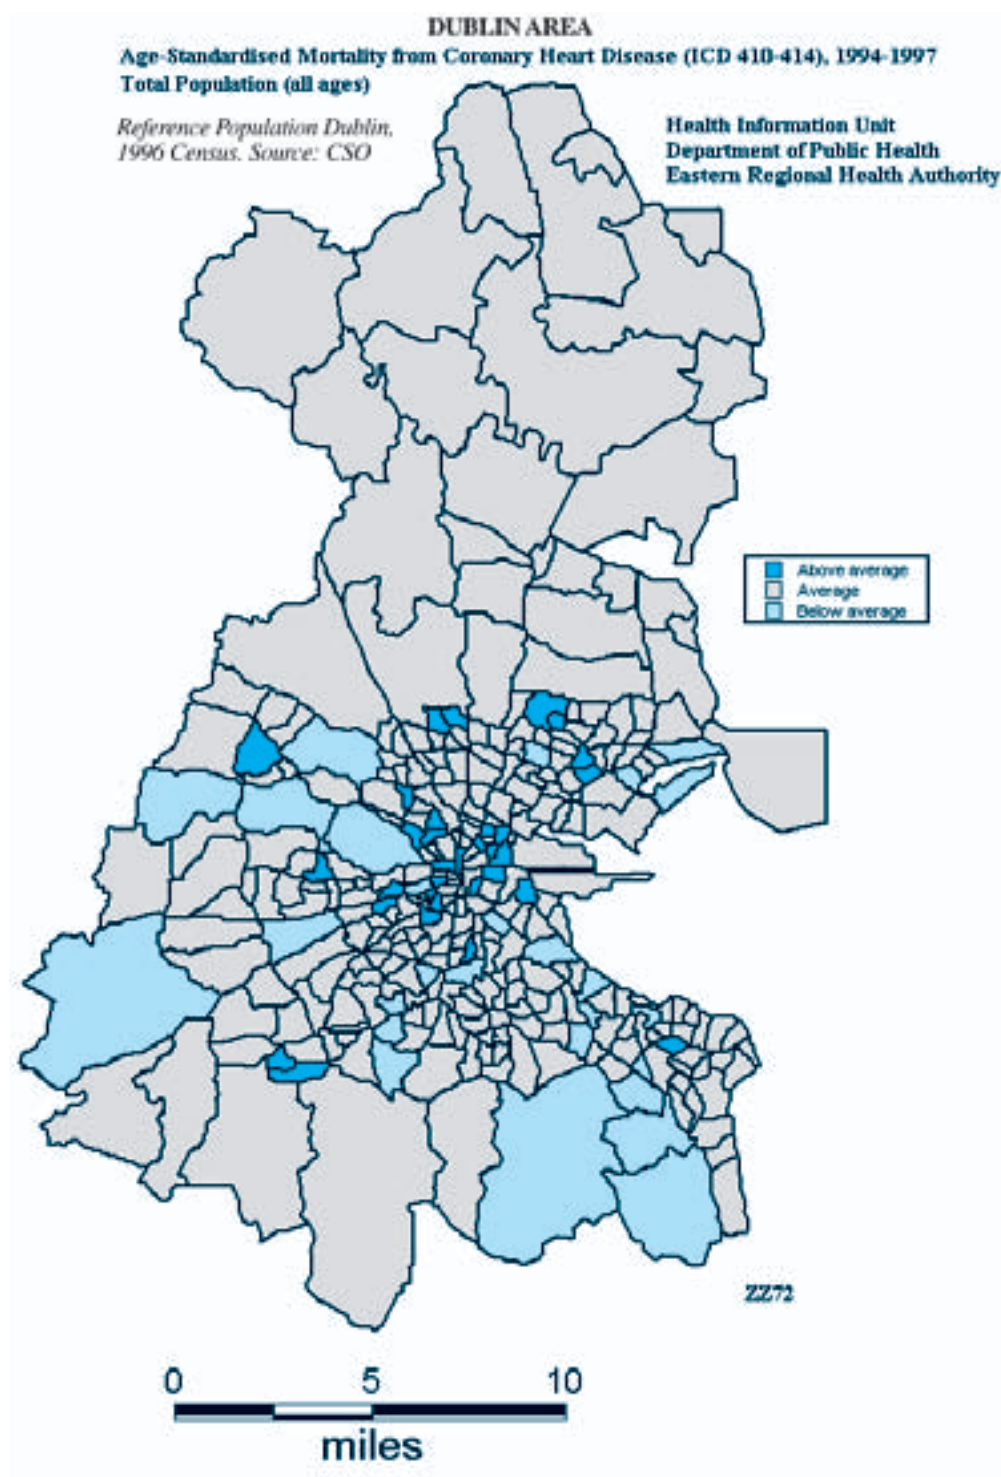 DUBLIN AREA
Age-Standardised Mortality from Coronary Heart Disease (ICD 410-414), 1994-1997
Total Population (all ages)
Reference Population Dublin,
1996 Census. Source: CSO
Health Information Unit
Department of Public Health
Eastern Regional Health Authority
Above average
Average
Below average
ZZ72
0 5 10
miles